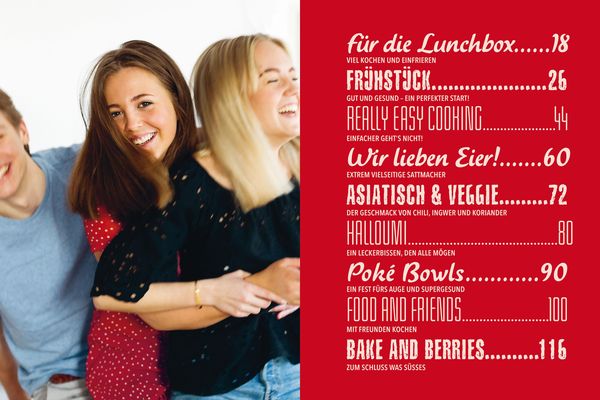 für die Lunchbox......18
VIEL KOCHEN UND EINFRIEREN
FRÜHSTÜCK......................26
GUT UND GESUND – EIN PERFEKTER START!
REALLY EASY COOKING...................44
EINFACHER GEHT'S NICHT!
Wir lieben Eier!.......60
EXTREM VIELSEITIGE SATTMACHER
ASIATISCH & VEGGIE.........72
DER GESCHMACK VON CHILI, INGWER UND KORIANDER
HALLOUMI........................................80
EIN LECKERBISSEN, DEN ALLE MÖGEN
Poké Bowls............90
EIN FEST FÜRS AUGE UND SUPERGESUND
FOOD AND FRIENDS.......................100
MIT FREUNDEN KOCHEN
BAKE AND BERRIES..........116
ZUM SCHLUSS WAS SÜSSES